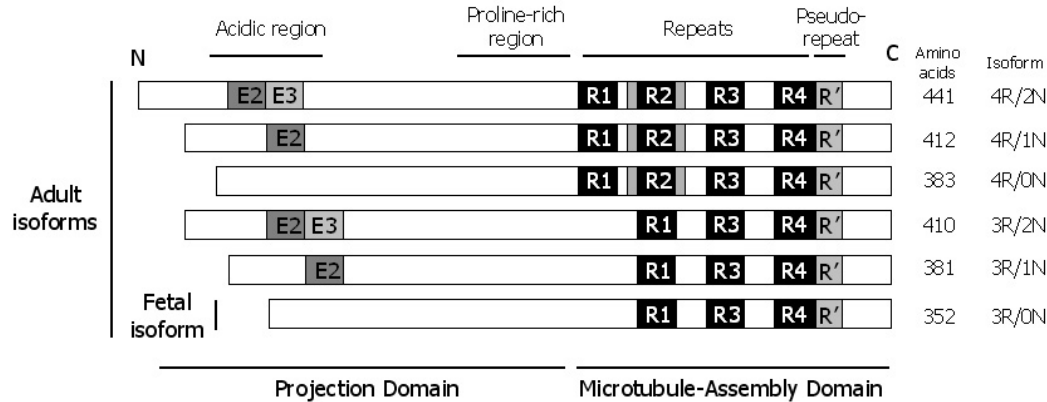 Acidic region
Proline-rich
region
Repeats
Pseudo-
repeat
N
C
Amino
acids
Isoform
E2 E3 R1 R2 R3 R4 R′ 441 4R/2N
E2 R1 R2 R3 R4 R′ 412 4R/1N
R1 R2 R3 R4 R′ 383 4R/0N
Adult
isoforms
E2 E3 R1 R3 R4 R′ 410 3R/2N
E2 R1 R3 R4 R′ 381 3R/1N
Fetal
isoform
R1 R3 R4 R′ 352 3R/0N
Projection Domain
Microtubule-Assembly Domain